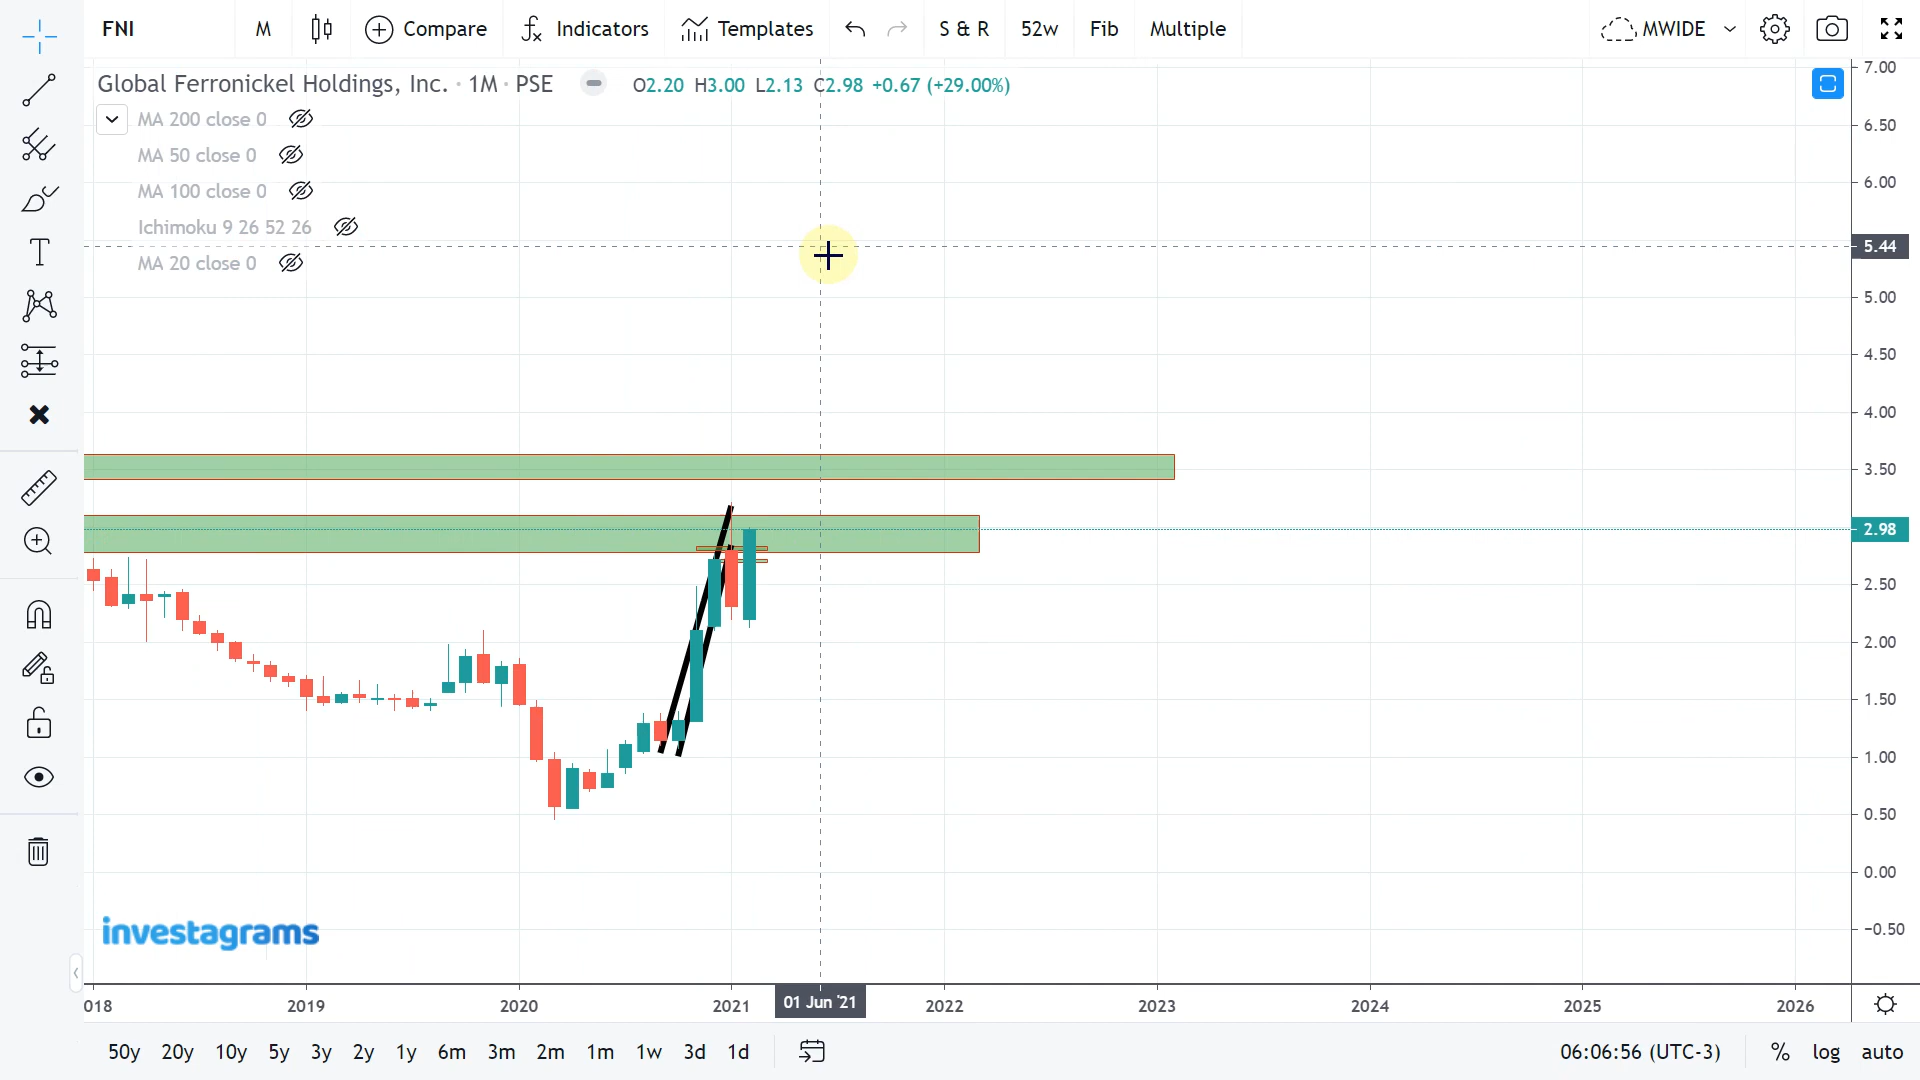 FNI M Compare Indicators Templates S & R 52w Fib Multiple MWIDE
Global Ferronickel Holdings, Inc. · 1M · PSE O2.20 H3.00 L2.13 C2.98 +0.67 (+29.00%)
MA 200 close 0
MA 50 close 0
MA 100 close 0
Ichimoku 9 26 52 26
MA 20 close 0
7.00
6.50
6.00
5.44
5.00
4.50
4.00
3.50
2.98
2.50
2.00
1.50
1.00
0.50
0.00
−0.50
investagrams
018 2019 2020 2021 01 Jun '21 2022 2023 2024 2025 2026
50y 20y 10y 5y 3y 2y 1y 6m 3m 2m 1m 1w 3d 1d 06:06:56 (UTC-3) % log auto